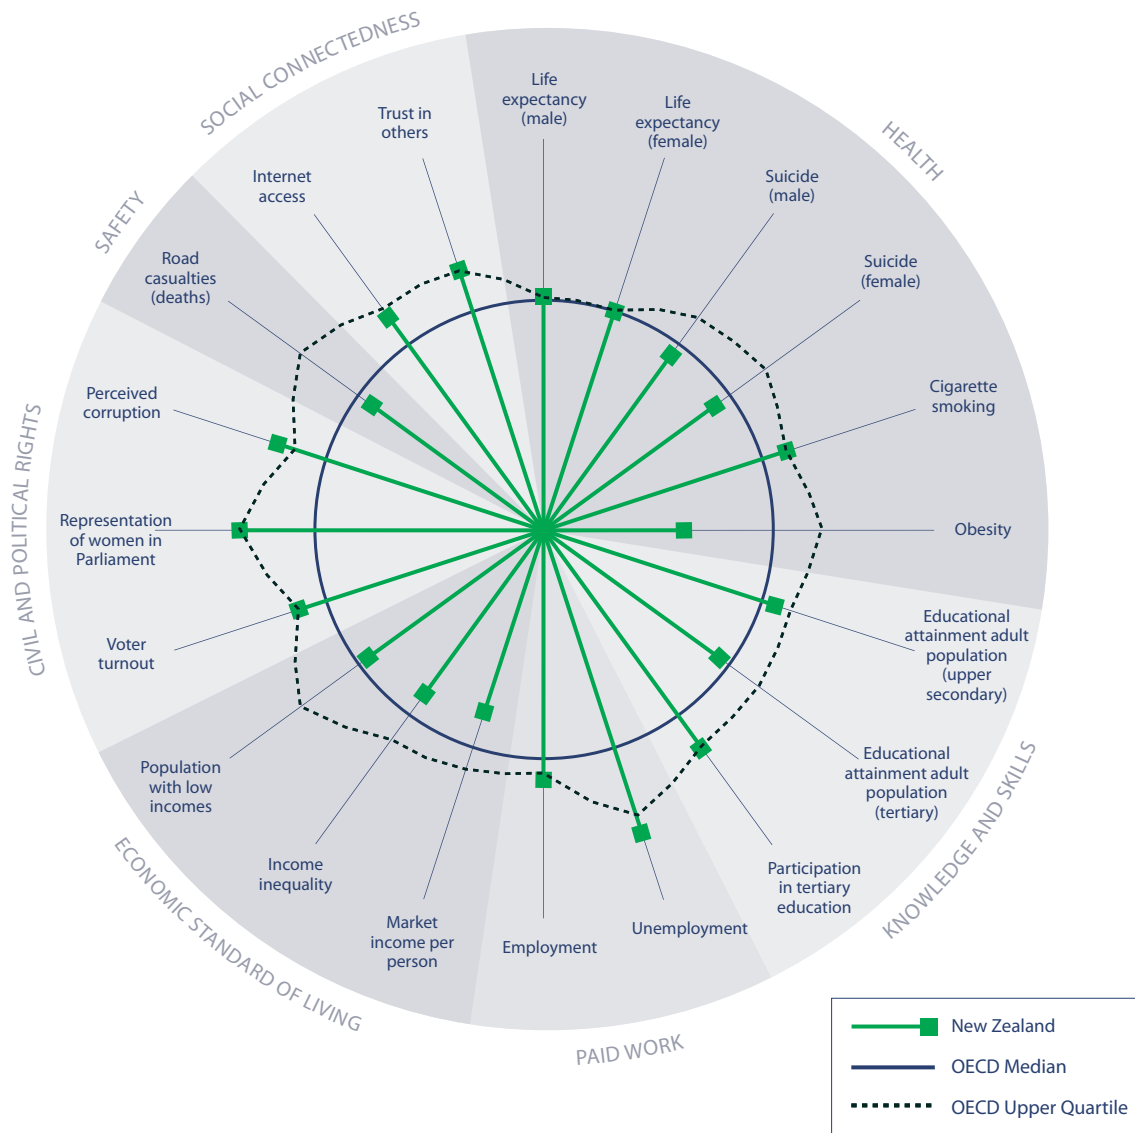 SOCIAL CONNECTEDNESS
HEALTH
SAFETY
CIVIL AND POLITICAL RIGHTS
KNOWLEDGE AND SKILLS
ECONOMIC STANDARD OF LIVING
PAID WORK
Life
expectancy
(male)
Life
expectancy
(female)
Suicide
(male)
Suicide
(female)
Cigarette
smoking
Obesity
Educational
attainment adult
population
(upper
secondary)
Educational
attainment adult
population
(tertiary)
Participation
in tertiary
education
Unemployment
Employment
Market
income per
person
Income
inequality
Population
with low
incomes
Voter
turnout
Representation
of women in
Parliament
Perceived
corruption
Road
casualties
(deaths)
Internet
access
Trust in
others
New Zealand
OECD Median
OECD Upper Quartile